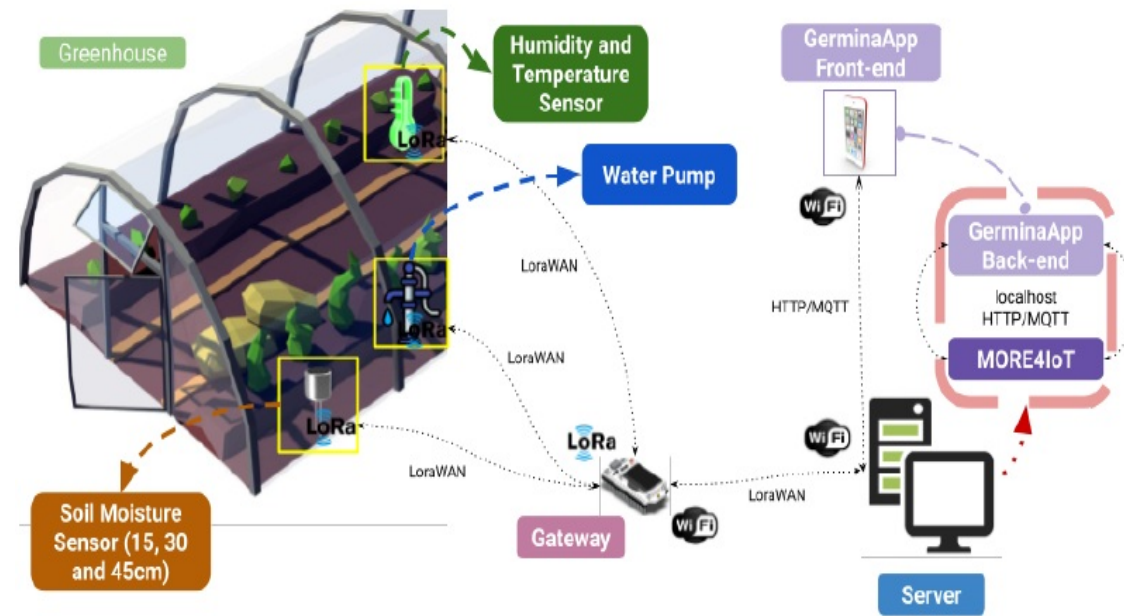 Greenhouse
Humidity and
Temperature
Sensor
GerminaApp
Front-end
LoRa
Water Pump
WiFi
GerminaApp
Back-end
LoraWAN
localhost
HTTP/MQTT
HTTP/MQTT
LoRa
LoraWAN
MORE4IoT
LoRa
LoRa
WiFi
LoraWAN
LoraWAN
Soil Moisture
Sensor (15, 30
and 45cm)
Gateway
WiFi
Server